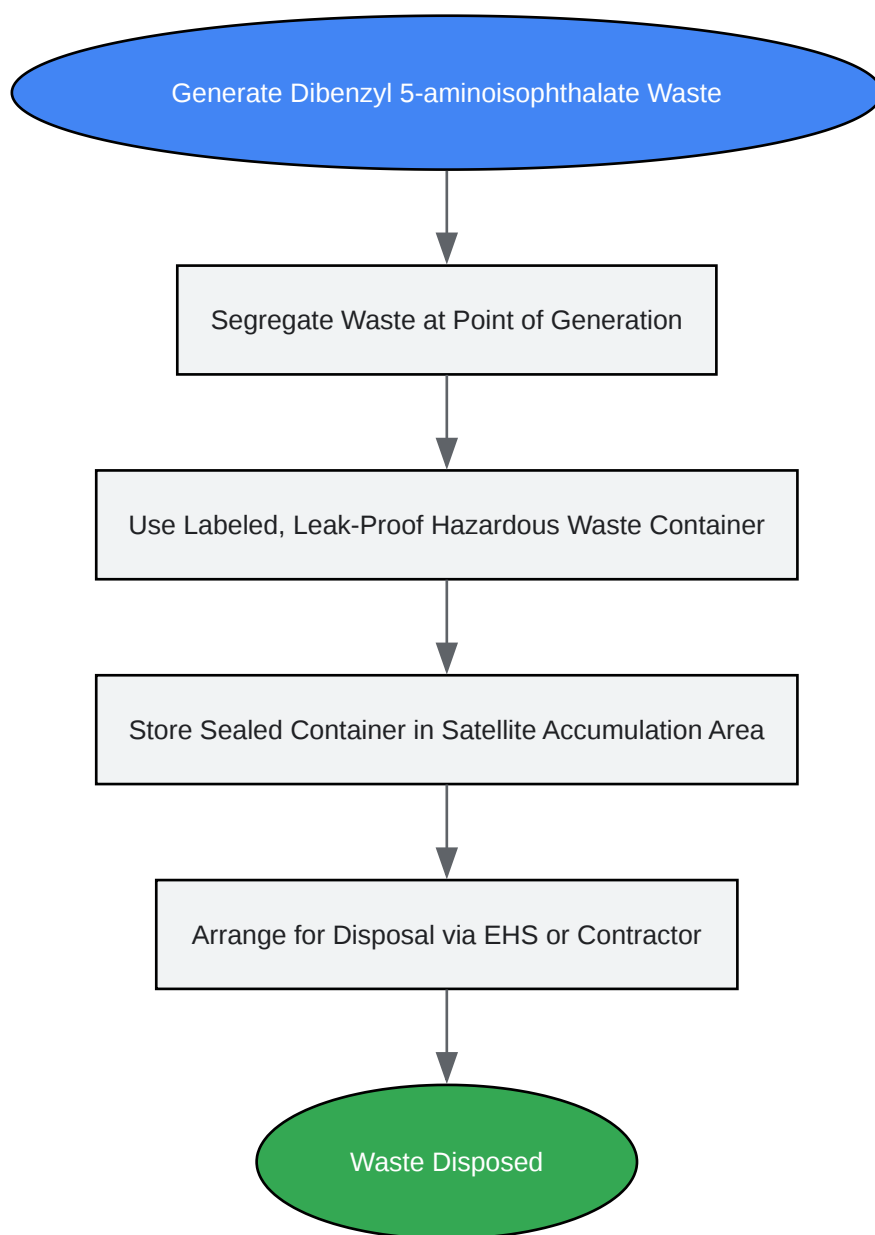 Generate Dibenzyl 5-aminoisophthalate Waste
Segregate Waste at Point of Generation
Use Labeled, Leak-Proof Hazardous Waste Container
Store Sealed Container in Satellite Accumulation Area
Arrange for Disposal via EHS or Contractor
Waste Disposed